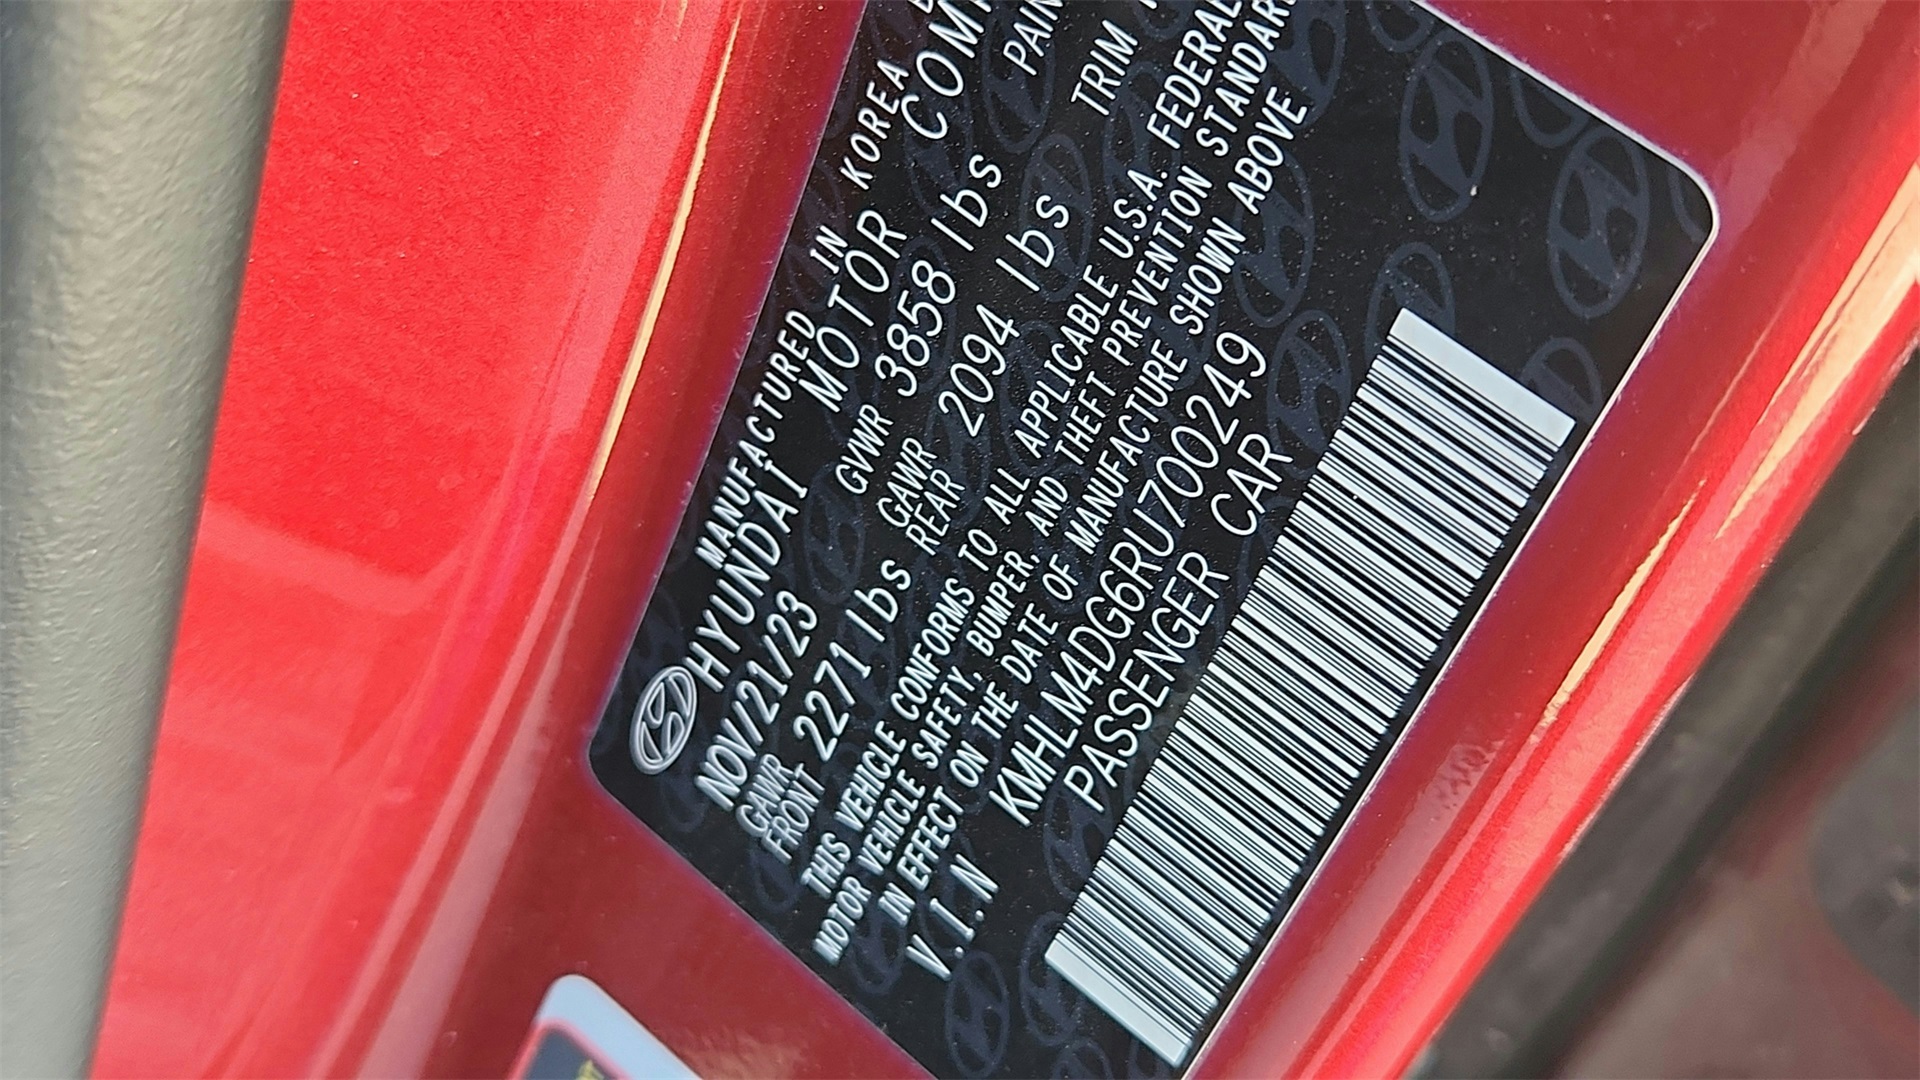 MANUFACTURED IN KOREA
HYUNDAI MOTOR
NOV/21/23 GVWR 3858 lbs
GAWR FRONT 2271 lbs GAWR REAR 2094 lbs TRIM
THIS VEHICLE CONFORMS TO ALL APPLICABLE U.S.A. FEDERAL
MOTOR VEHICLE SAFETY, BUMPER, AND THEFT PREVENTION
IN EFFECT ON THE DATE OF MANUFACTURE SHOWN ABOVE
V.I.N KMHLM4DG6RU700249
PASSENGER CAR